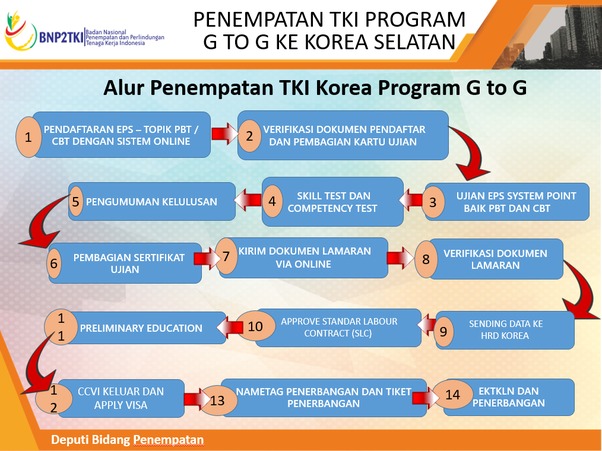 BNP2TKI
Badan Nasional
Penempatan dan Perlindungan
Tenaga Kerja Indonesia
PENEMPATAN TKI PROGRAM
G TO G KE KOREA SELATAN
Alur Penempatan TKI Korea Program G to G
1
PENDAFTARAN EPS – TOPIK PBT /
CBT DENGAN SISTEM ONLINE
2
VERIFIKASI DOKUMEN PENDAFTAR
DAN PEMBAGIAN KARTU UJIAN
3
UJIAN EPS SYSTEM POINT
BAIK PBT DAN CBT
4
SKILL TEST DAN
COMPETENCY TEST
5
PENGUMUMAN KELULUSAN
6
PEMBAGIAN SERTIFIKAT
UJIAN
7
KIRIM DOKUMEN LAMARAN
VIA ONLINE
8
VERIFIKASI DOKUMEN
LAMARAN
9
SENDING DATA KE
HRD KOREA
10
APPROVE STANDAR LABOUR
CONTRACT (SLC)
1
1
PRELIMINARY EDUCATION
1
2
CCVI KELUAR DAN
APPLY VISA
13
NAMETAG PENERBANGAN DAN TIKET
PENERBANGAN
14
EKTKLN DAN
PENERBANGAN
Deputi Bidang Penempatan